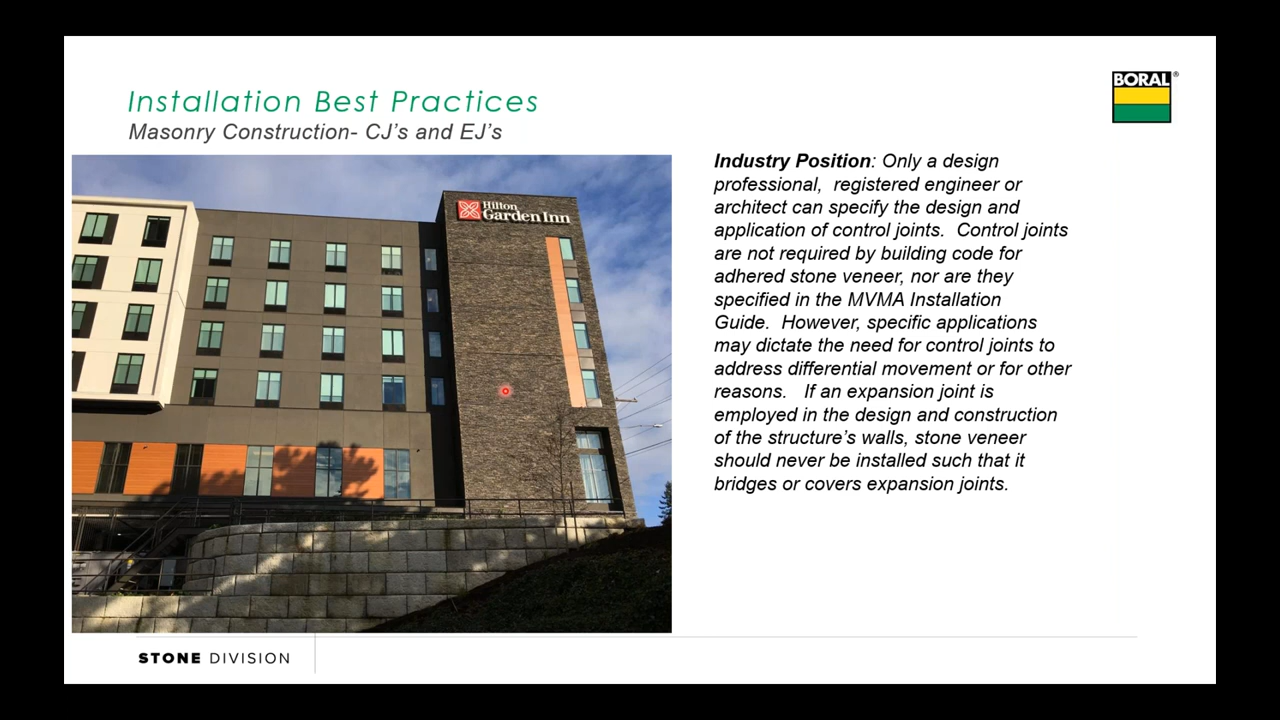 BORAL®
Installation Best Practices
Masonry Construction- CJ’s and EJ’s
Hilton
Garden Inn
Industry Position: Only a design
professional,  registered engineer or
architect can specify the design and
application of control joints.  Control joints
are not required by building code for
adhered stone veneer, nor are they
specified in the MVMA Installation
Guide.  However, specific applications
may dictate the need for control joints to
address differential movement or for other
reasons.   If an expansion joint is
employed in the design and construction
of the structure’s walls, stone veneer
should never be installed such that it
bridges or covers expansion joints.
STONE DIVISION